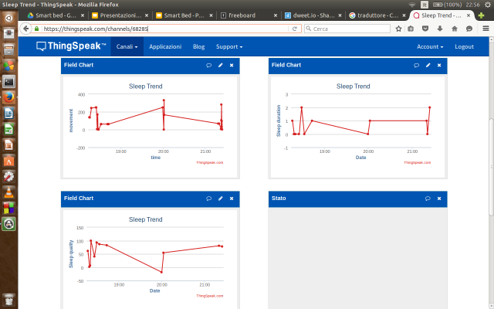 Sleep Trend - Mozilla Firefox
(100%) 22:56
Smart bed - G...
Presentazioni...
Smart Bed - P...
freeboard
dweet.io - Sha...
traduttore - C...
Sleep Trend - ...
https://thingspeak.com/channels/68285
Cerca
ThingSpeak™ Canali Applicazioni Blog Support Account Logout
Field Chart
Sleep Trend
movement
400
200
0
-200
19:00 20:00 21:00
time
ThingSpeak.com
Field Chart
Sleep Trend
Sleep duration
3
2
1
0
-1
19:00 20:00 21:00
Date
ThingSpeak.com
Field Chart
Sleep Trend
Sleep quality
150
100
50
0
50
19:00 20:00 21:00
Date
ThingSpeak.com
Stato